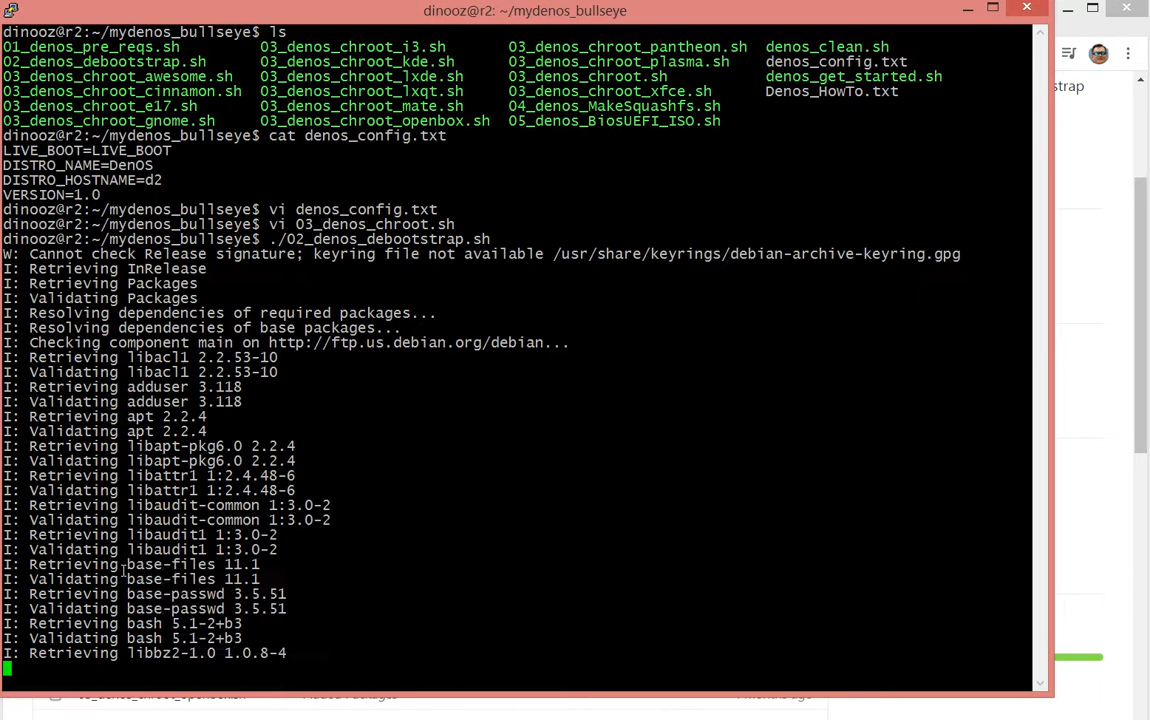 dinooz@r2: ~/mydenos_bullseye
dinooz@r2:~/mydenos_bullseye$ ls
01_denos_pre_reqs.sh 03_denos_chroot_i3.sh 03_denos_chroot_pantheon.sh denos_clean.sh
02_denos_debootstrap.sh 03_denos_chroot_kde.sh 03_denos_chroot_plasma.sh denos_config.txt
03_denos_chroot_awesome.sh 03_denos_chroot_lxde.sh 03_denos_chroot.sh denos_get_started.sh
03_denos_chroot_cinnamon.sh 03_denos_chroot_lxqt.sh 03_denos_chroot_xfce.sh Denos_HowTo.txt
03_denos_chroot_e17.sh 03_denos_chroot_mate.sh 04_denos_MakeSquashfs.sh
03_denos_chroot_gnome.sh 03_denos_chroot_openbox.sh 05_denos_BiosUEFI_ISO.sh
dinooz@r2:~/mydenos_bullseye$ cat denos_config.txt
LIVE_BOOT=LIVE_BOOT
DISTRO_NAME=DenOS
DISTRO_HOSTNAME=d2
VERSION=1.0
dinooz@r2:~/mydenos_bullseye$ vi denos_config.txt
dinooz@r2:~/mydenos_bullseye$ vi 03_denos_chroot.sh
dinooz@r2:~/mydenos_bullseye$ ./02_denos_debootstrap.sh
W: Cannot check Release signature; keyring file not available /usr/share/keyrings/debian-archive-keyring.gpg
I: Retrieving InRelease
I: Retrieving Packages
I: Validating Packages
I: Resolving dependencies of required packages...
I: Resolving dependencies of base packages...
I: Checking component main on http://ftp.us.debian.org/debian...
I: Retrieving libacl1 2.2.53-10
I: Validating libacl1 2.2.53-10
I: Retrieving adduser 3.118
I: Validating adduser 3.118
I: Retrieving apt 2.2.4
I: Validating apt 2.2.4
I: Retrieving libapt-pkg6.0 2.2.4
I: Validating libapt-pkg6.0 2.2.4
I: Retrieving libattr1 1:2.4.48-6
I: Validating libattr1 1:2.4.48-6
I: Retrieving libaudit-common 1:3.0-2
I: Validating libaudit-common 1:3.0-2
I: Retrieving libaudit1 1:3.0-2
I: Validating libaudit1 1:3.0-2
I: Retrieving base-files 11.1
I: Validating base-files 11.1
I: Retrieving base-passwd 3.5.51
I: Validating base-passwd 3.5.51
I: Retrieving bash 5.1-2+b3
I: Validating bash 5.1-2+b3
I: Retrieving libbz2-1.0 1.0.8-4
strap